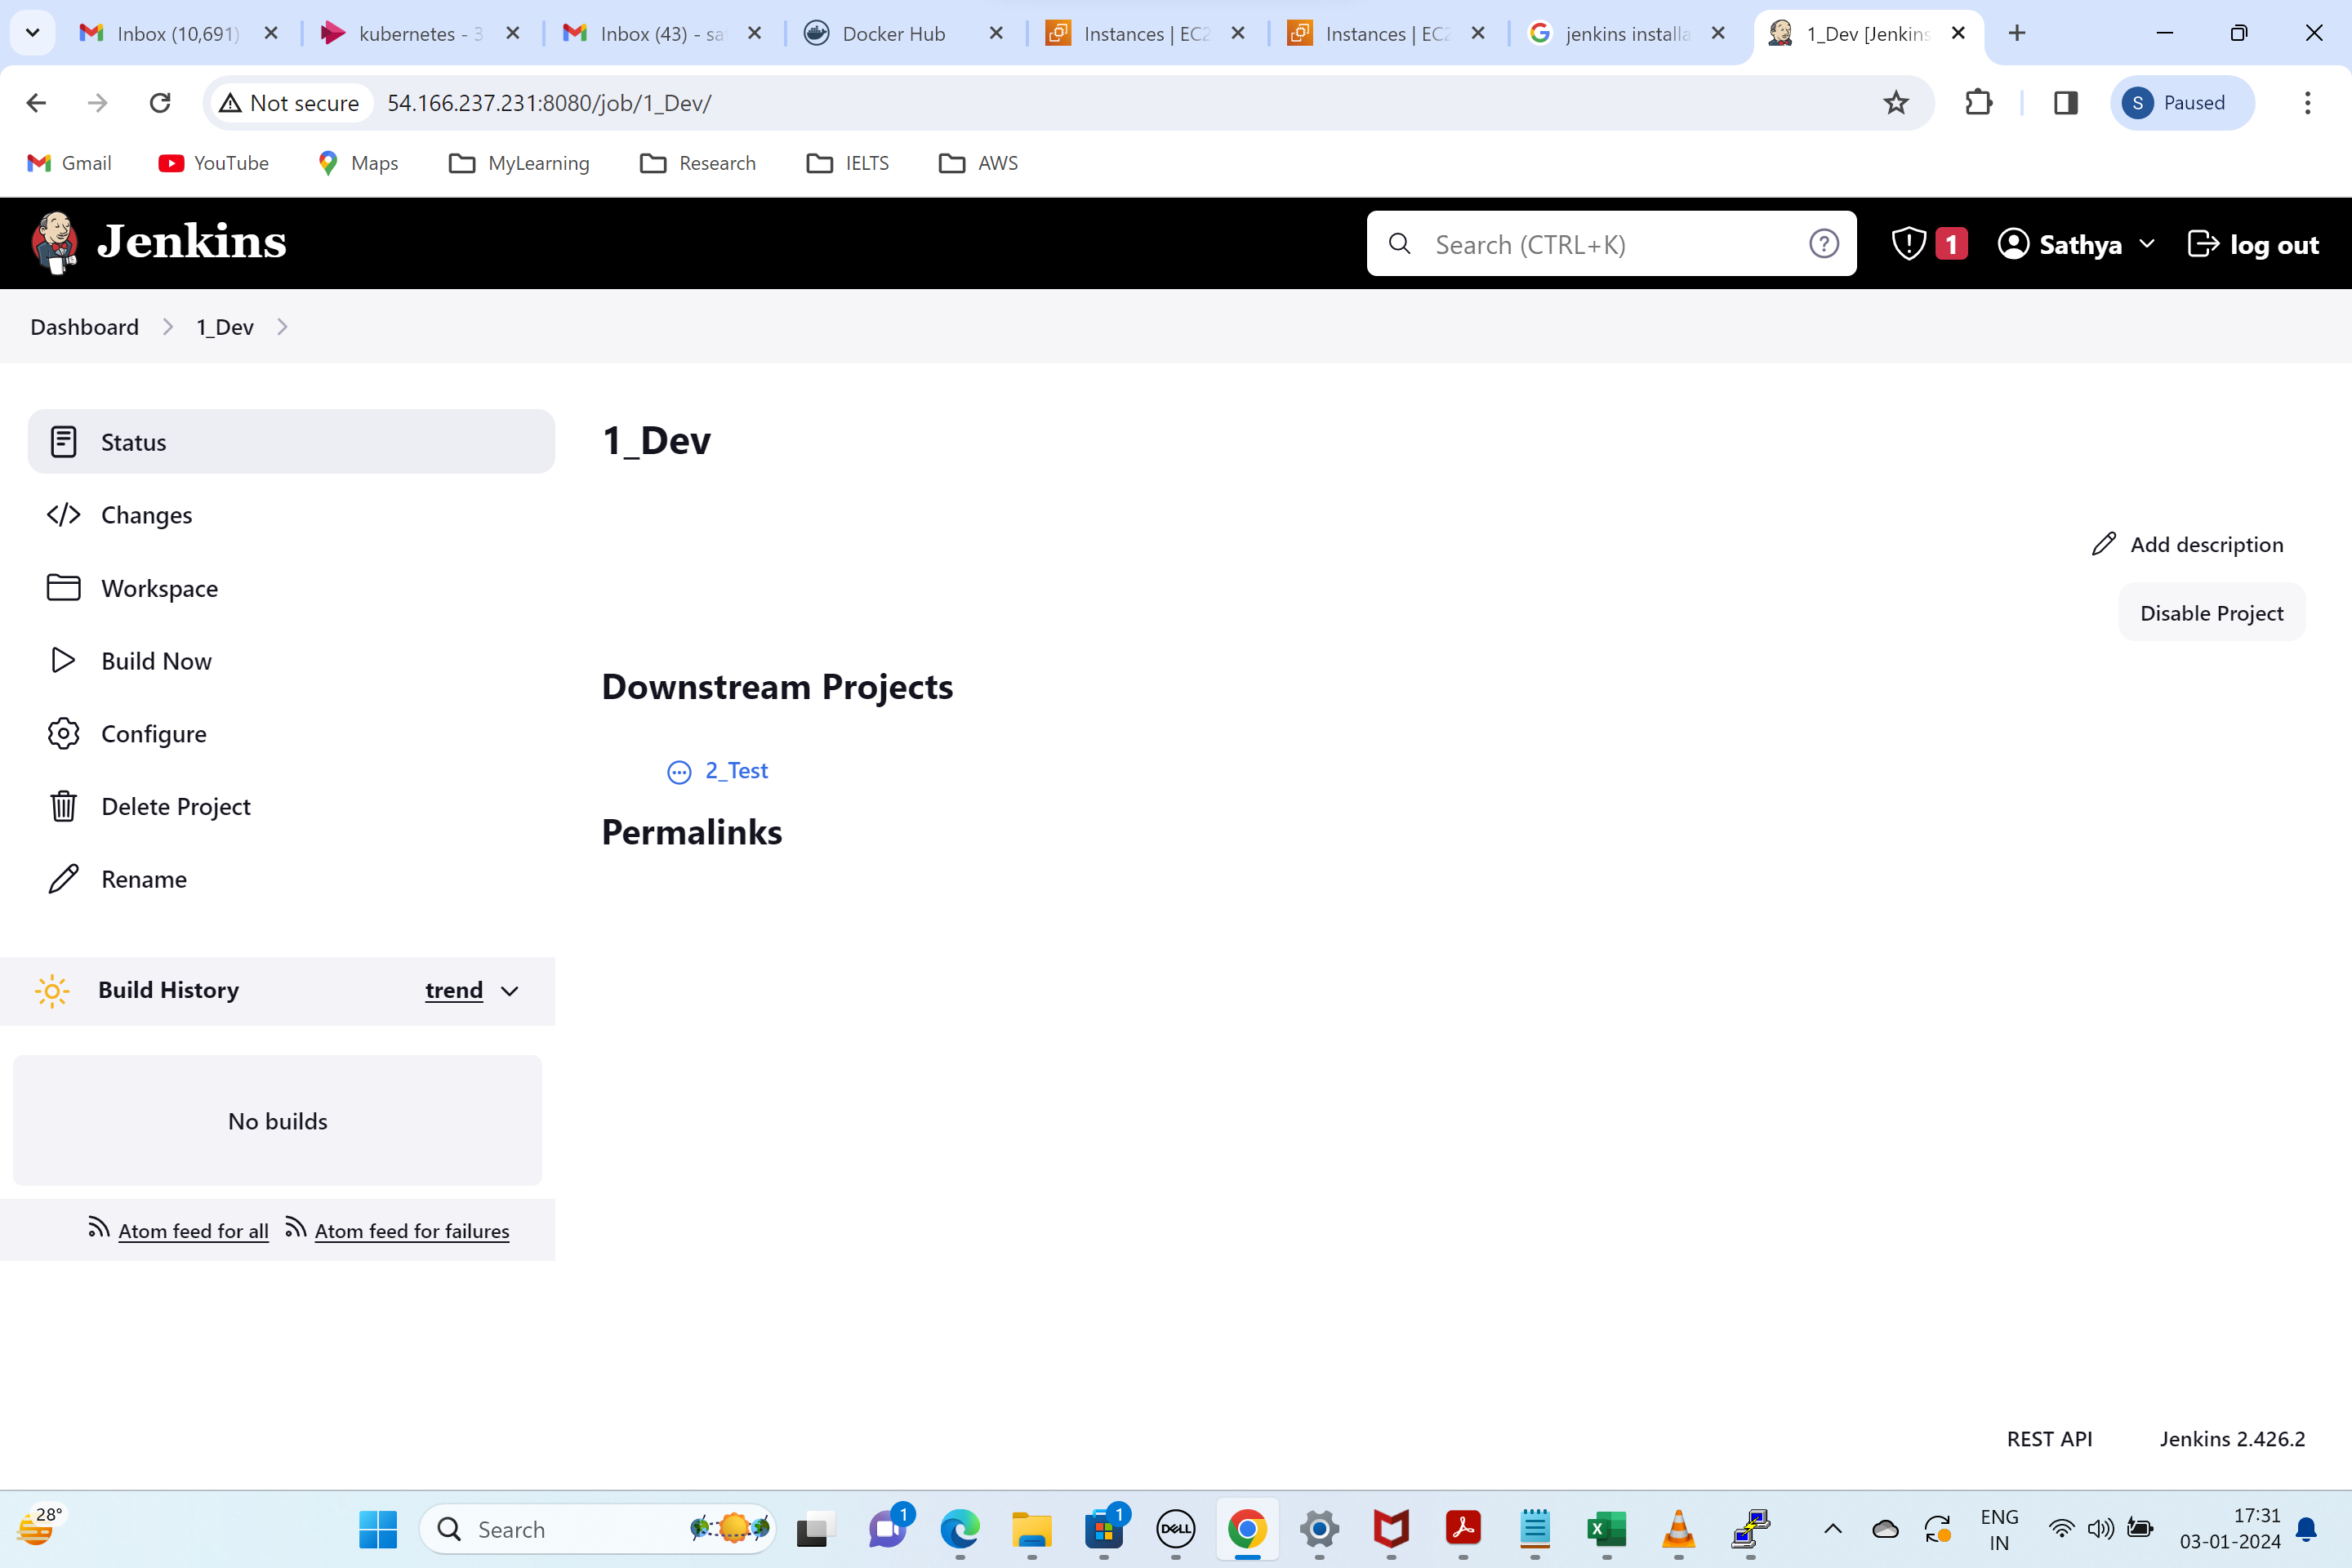 Inbox (10,691)
kubernetes - 3
Inbox (43) - sa
Docker Hub
Instances | EC2
Instances | EC2
jenkins installa
1_Dev [Jenkins
Not secure
54.166.237.231:8080/job/1_Dev/
S
Paused
Gmail
YouTube
Maps
MyLearning
Research
IELTS
AWS
Jenkins
Search (CTRL+K)
1
Sathya
log out
Dashboard
1_Dev
Status
Changes
Workspace
Build Now
Configure
Delete Project
Rename
Build History
trend
No builds
Atom feed for all
Atom feed for failures
1_Dev
Add description
Disable Project
Downstream Projects
2_Test
Permalinks
REST API
Jenkins 2.426.2
28°
Search
1
1
DELL
ENG
IN
17:31
03-01-2024